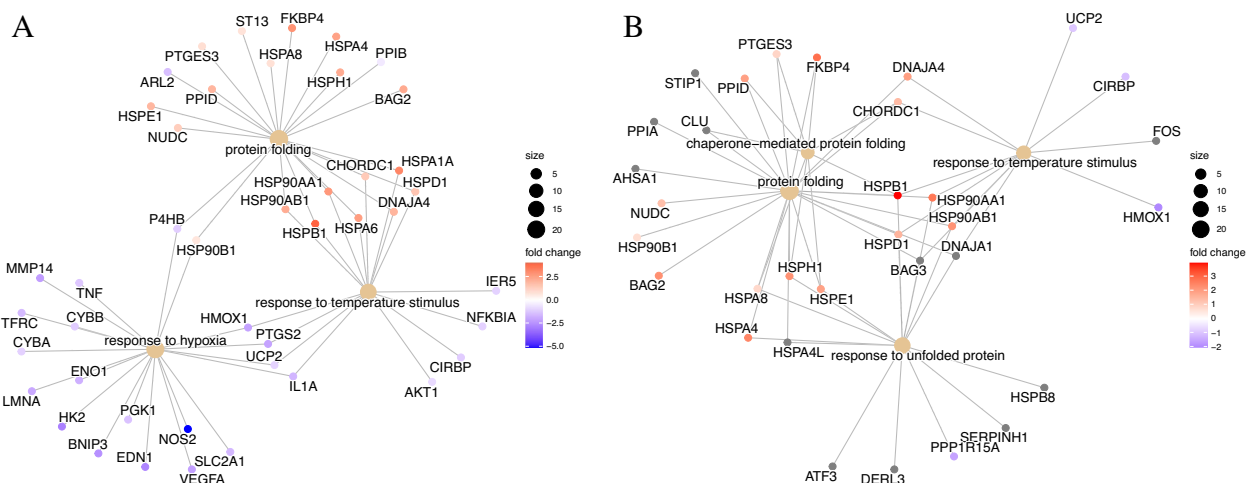 A
ST13
FKBP4
HSPA4
PTGES3
HSPA8
PPIB
ARL2
HSPH1
PPID
BAG2
HSPE1
NUDC
protein folding
CHORDC1
HSPA1A
HSP90AA1
HSPD1
HSP90AB1
DNAJA4
P4HB
HSPB1
HSPA6
HSP90B1
MMP14
TNF
IER5
response to temperature stimulus
TFRC
CYBB
HMOX1
NFKBIA
CYBA
response to hypoxia
PTGS2
UCP2
CIRBP
ENO1
IL1A
AKT1
LMNA
HK2
PGK1
BNIP3
NOS2
EDN1
SLC2A1
VEGFA
size
5
10
15
20
fold change
2.5
0.0
−2.5
−5.0
B
UCP2
PTGES3
FKBP4
DNAJA4
STIP1
PPID
CIRBP
CHORDC1
CLU
PPIA
FOS
chaperone−mediated protein folding
response to temperature stimulus
AHSA1
protein folding
HSPB1
HSP90AA1
NUDC
HMOX1
HSP90AB1
HSP90B1
HSPD1
DNAJA1
BAG3
BAG2
HSPH1
HSPA8
HSPE1
HSPA4
HSPA4L
response to unfolded protein
HSPB8
SERPINH1
PPP1R15A
ATF3
DERL3
size
5
10
15
20
fold change
3
2
1
0
−1
−2